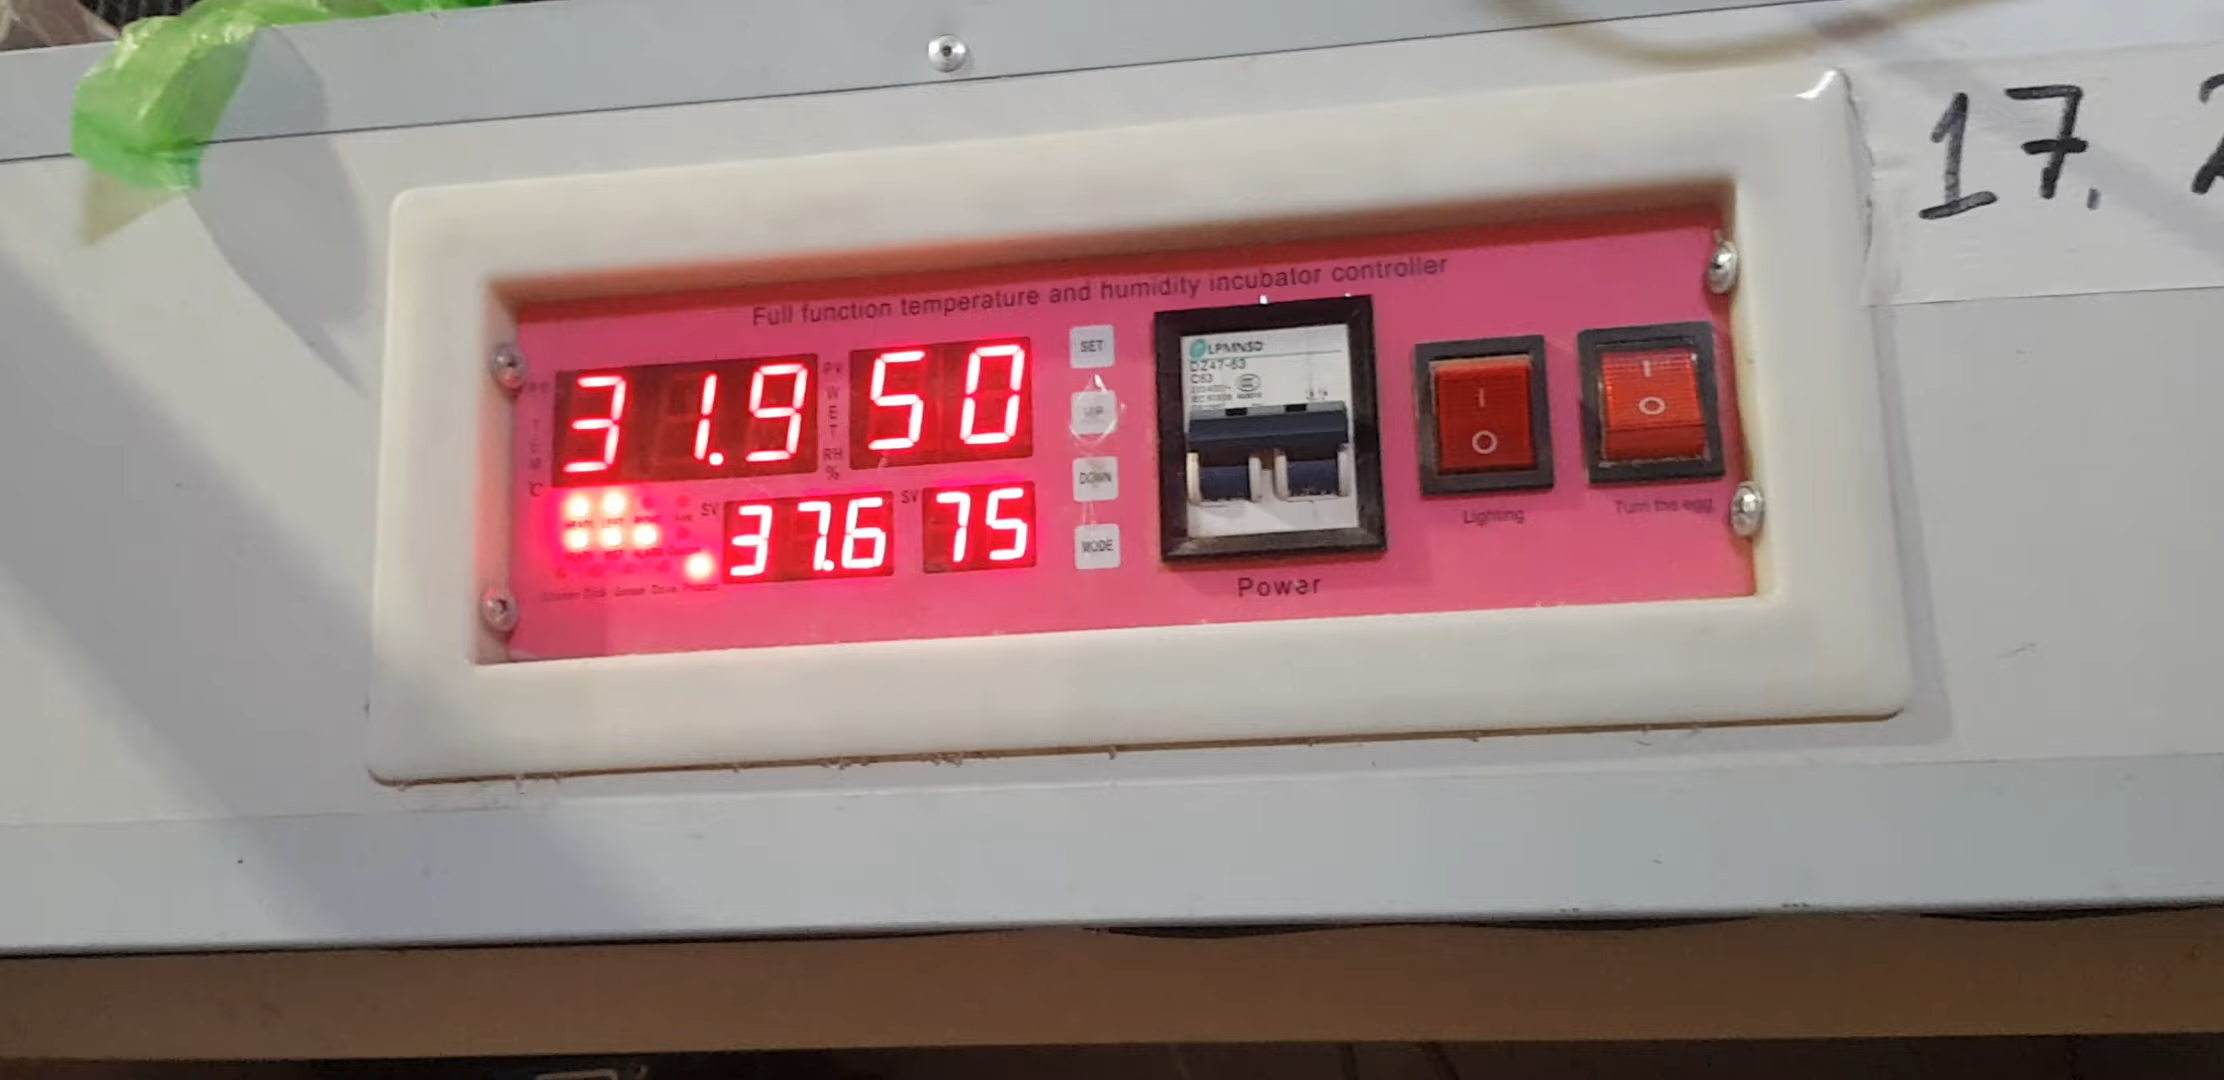 17.
Full function temperature and humidity incubator controller
31.9
50
PV
WET
RH
%
TEM
℃
SET
UP
DOWN
MODE
SV
37.6
SV
75
LPMNSD
DZ47-63
C63
Power
Lighting
Turn the egg